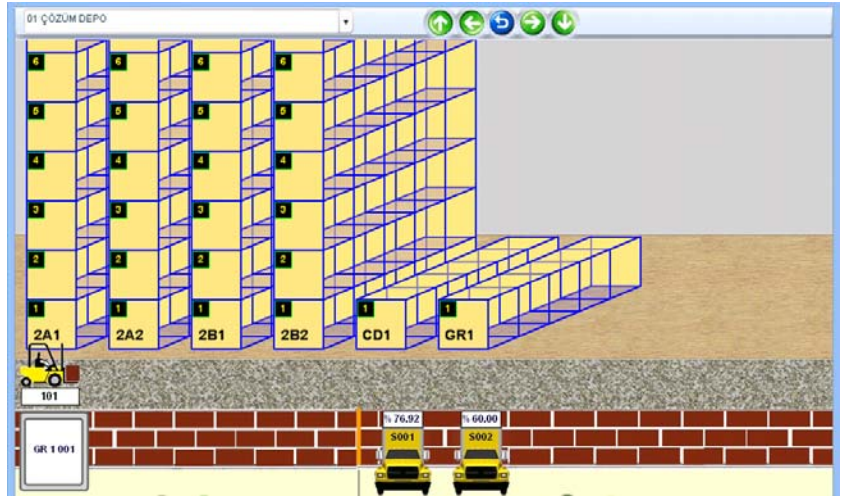 01 ÇÖZÜM DEPO
6 6 6 6
5 5 5 5
4 4 4 4
3 3 3 3
2 2 2 2
1 1 1 1 1 1
2A1 2A2 2B1 2B2 CD1 GR1
101
% 76.92 % 60.00
S001 S002
GR 1 001